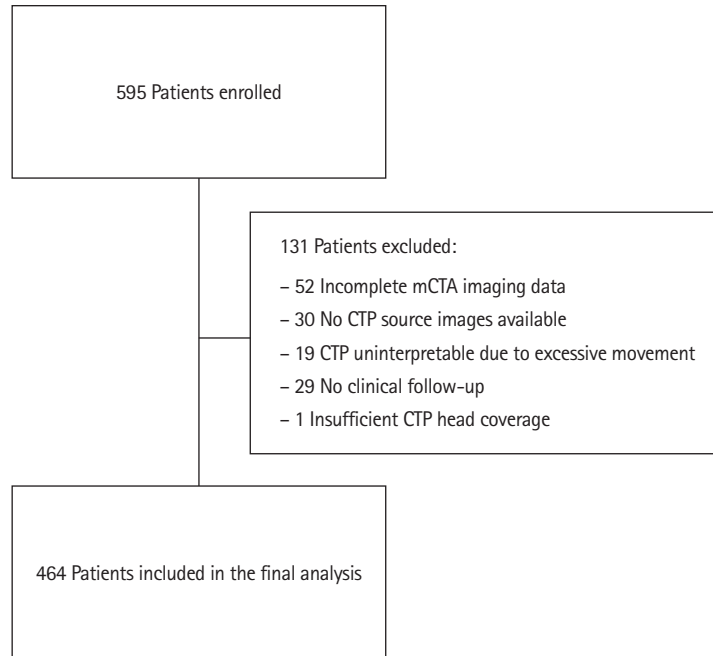 595 Patients enrolled
131 Patients excluded:
– 52 Incomplete mCTA imaging data
– 30 No CTP source images available
– 19 CTP uninterpretable due to excessive movement
– 29 No clinical follow-up
– 1 Insufficient CTP head coverage
464 Patients included in the final analysis